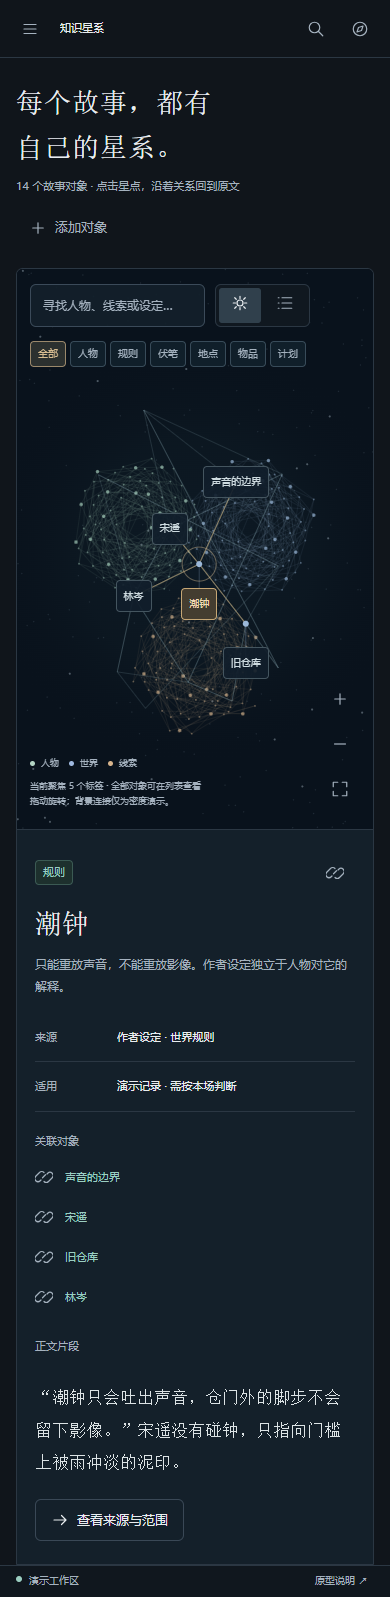 知识星系
每个故事，都有
自己的星系。
14 个故事对象 · 点击星点，沿着关系回到原文
添加对象
寻找人物、线索或设定...
全部
人物
规则
伏笔
地点
物品
计划
声音的边界
宋遥
林岑
潮钟
旧仓库
人物
世界
线索
当前聚焦 5 个标签 · 全部对象可在列表查看
拖动旋转；背景连接仅为密度演示。
规则
潮钟
只能重放声音，不能重放影像。作者设定独立于人物对它的
解释。
来源
作者设定 · 世界规则
适用
演示记录 · 需按本场判断
关联对象
声音的边界
宋遥
旧仓库
林岑
正文片段
“潮钟只会吐出声音，仓门外的脚步不会
留下影像。”宋遥没有碰钟，只指向门槛
上被雨冲淡的泥印。
查看来源与范围
演示工作区
原型说明 ↗